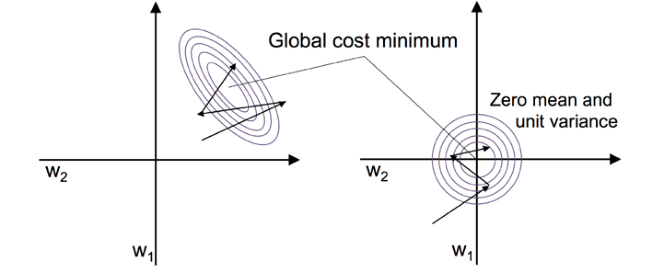 Global cost minimum
Zero mean and
unit variance
w₂
w₂
w₁
w₁